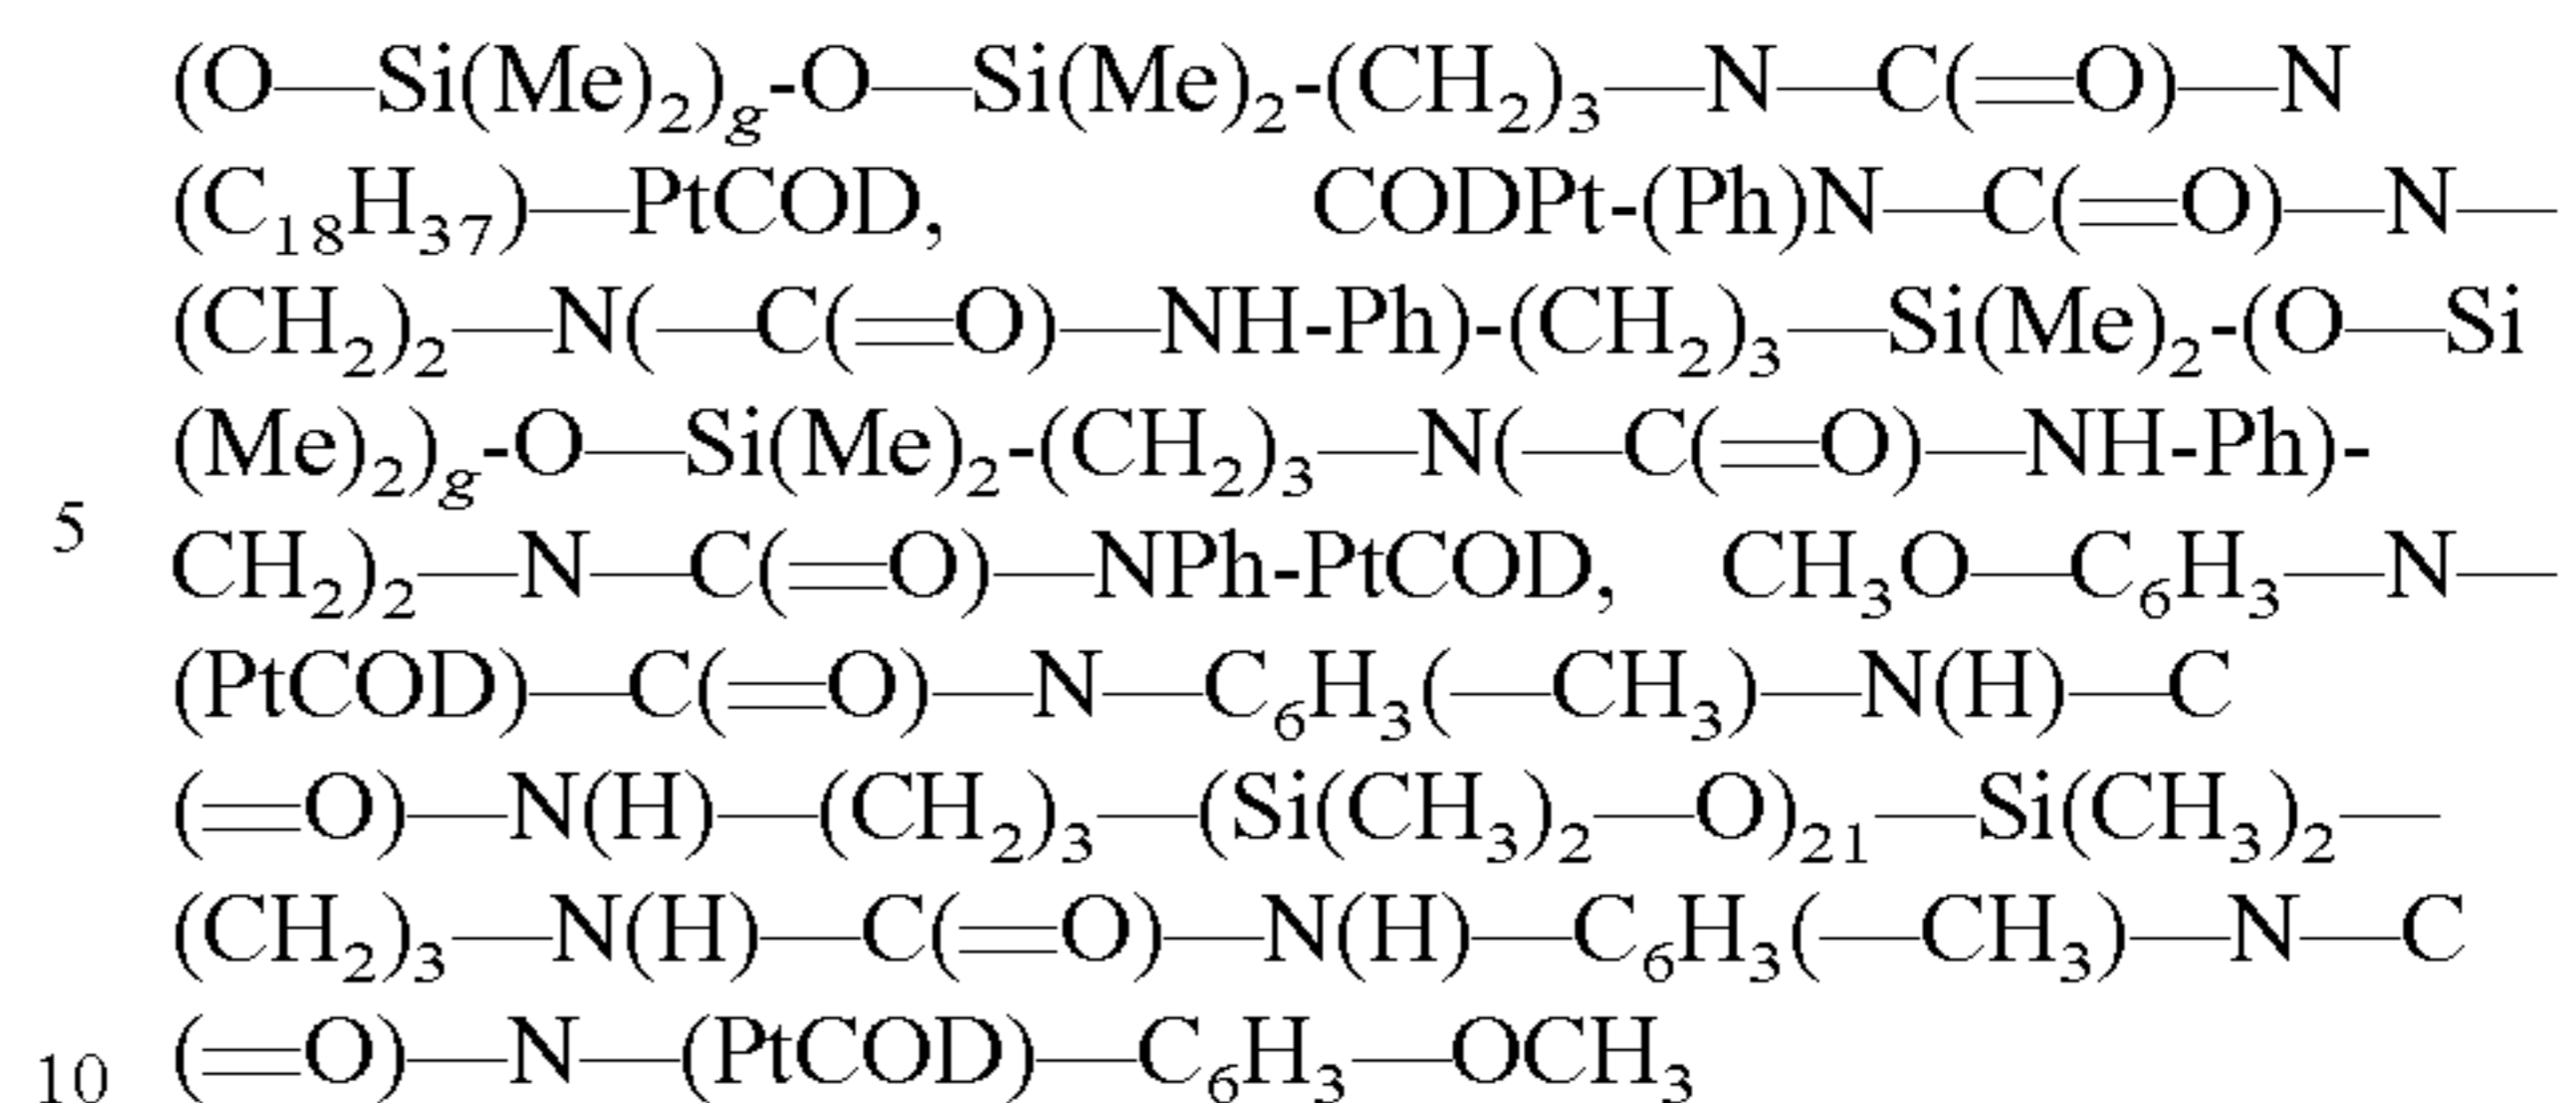 (O—Si(Me)₂)g-O—Si(Me)₂-(CH₂)₃—N—C(=O)—N
(C₁₈H₃₇)—PtCOD, CODPt-(Ph)N—C(=O)—N—
(CH₂)₂—N(—C(=O)—NH-Ph)-(CH₂)₃—Si(Me)₂-(O—Si
(Me)₂)g-O—Si(Me)₂-(CH₂)₃—N(—C(=O)—NH-Ph)-
5
CH₂)₂—N—C(=O)—NPh-PtCOD, CH₃O—C₆H₃—N—
(PtCOD)—C(=O)—N—C₆H₃(—CH₃)—N(H)—C
(=O)—N(H)—(CH₂)₃—(Si(CH₃)₂—O)₂₁—Si(CH₃)₂—
(CH₂)₃—N(H)—C(=O)—N(H)—C₆H₃(—CH₃)—N—C
10 (=O)—N—(PtCOD)—C₆H₃—OCH₃